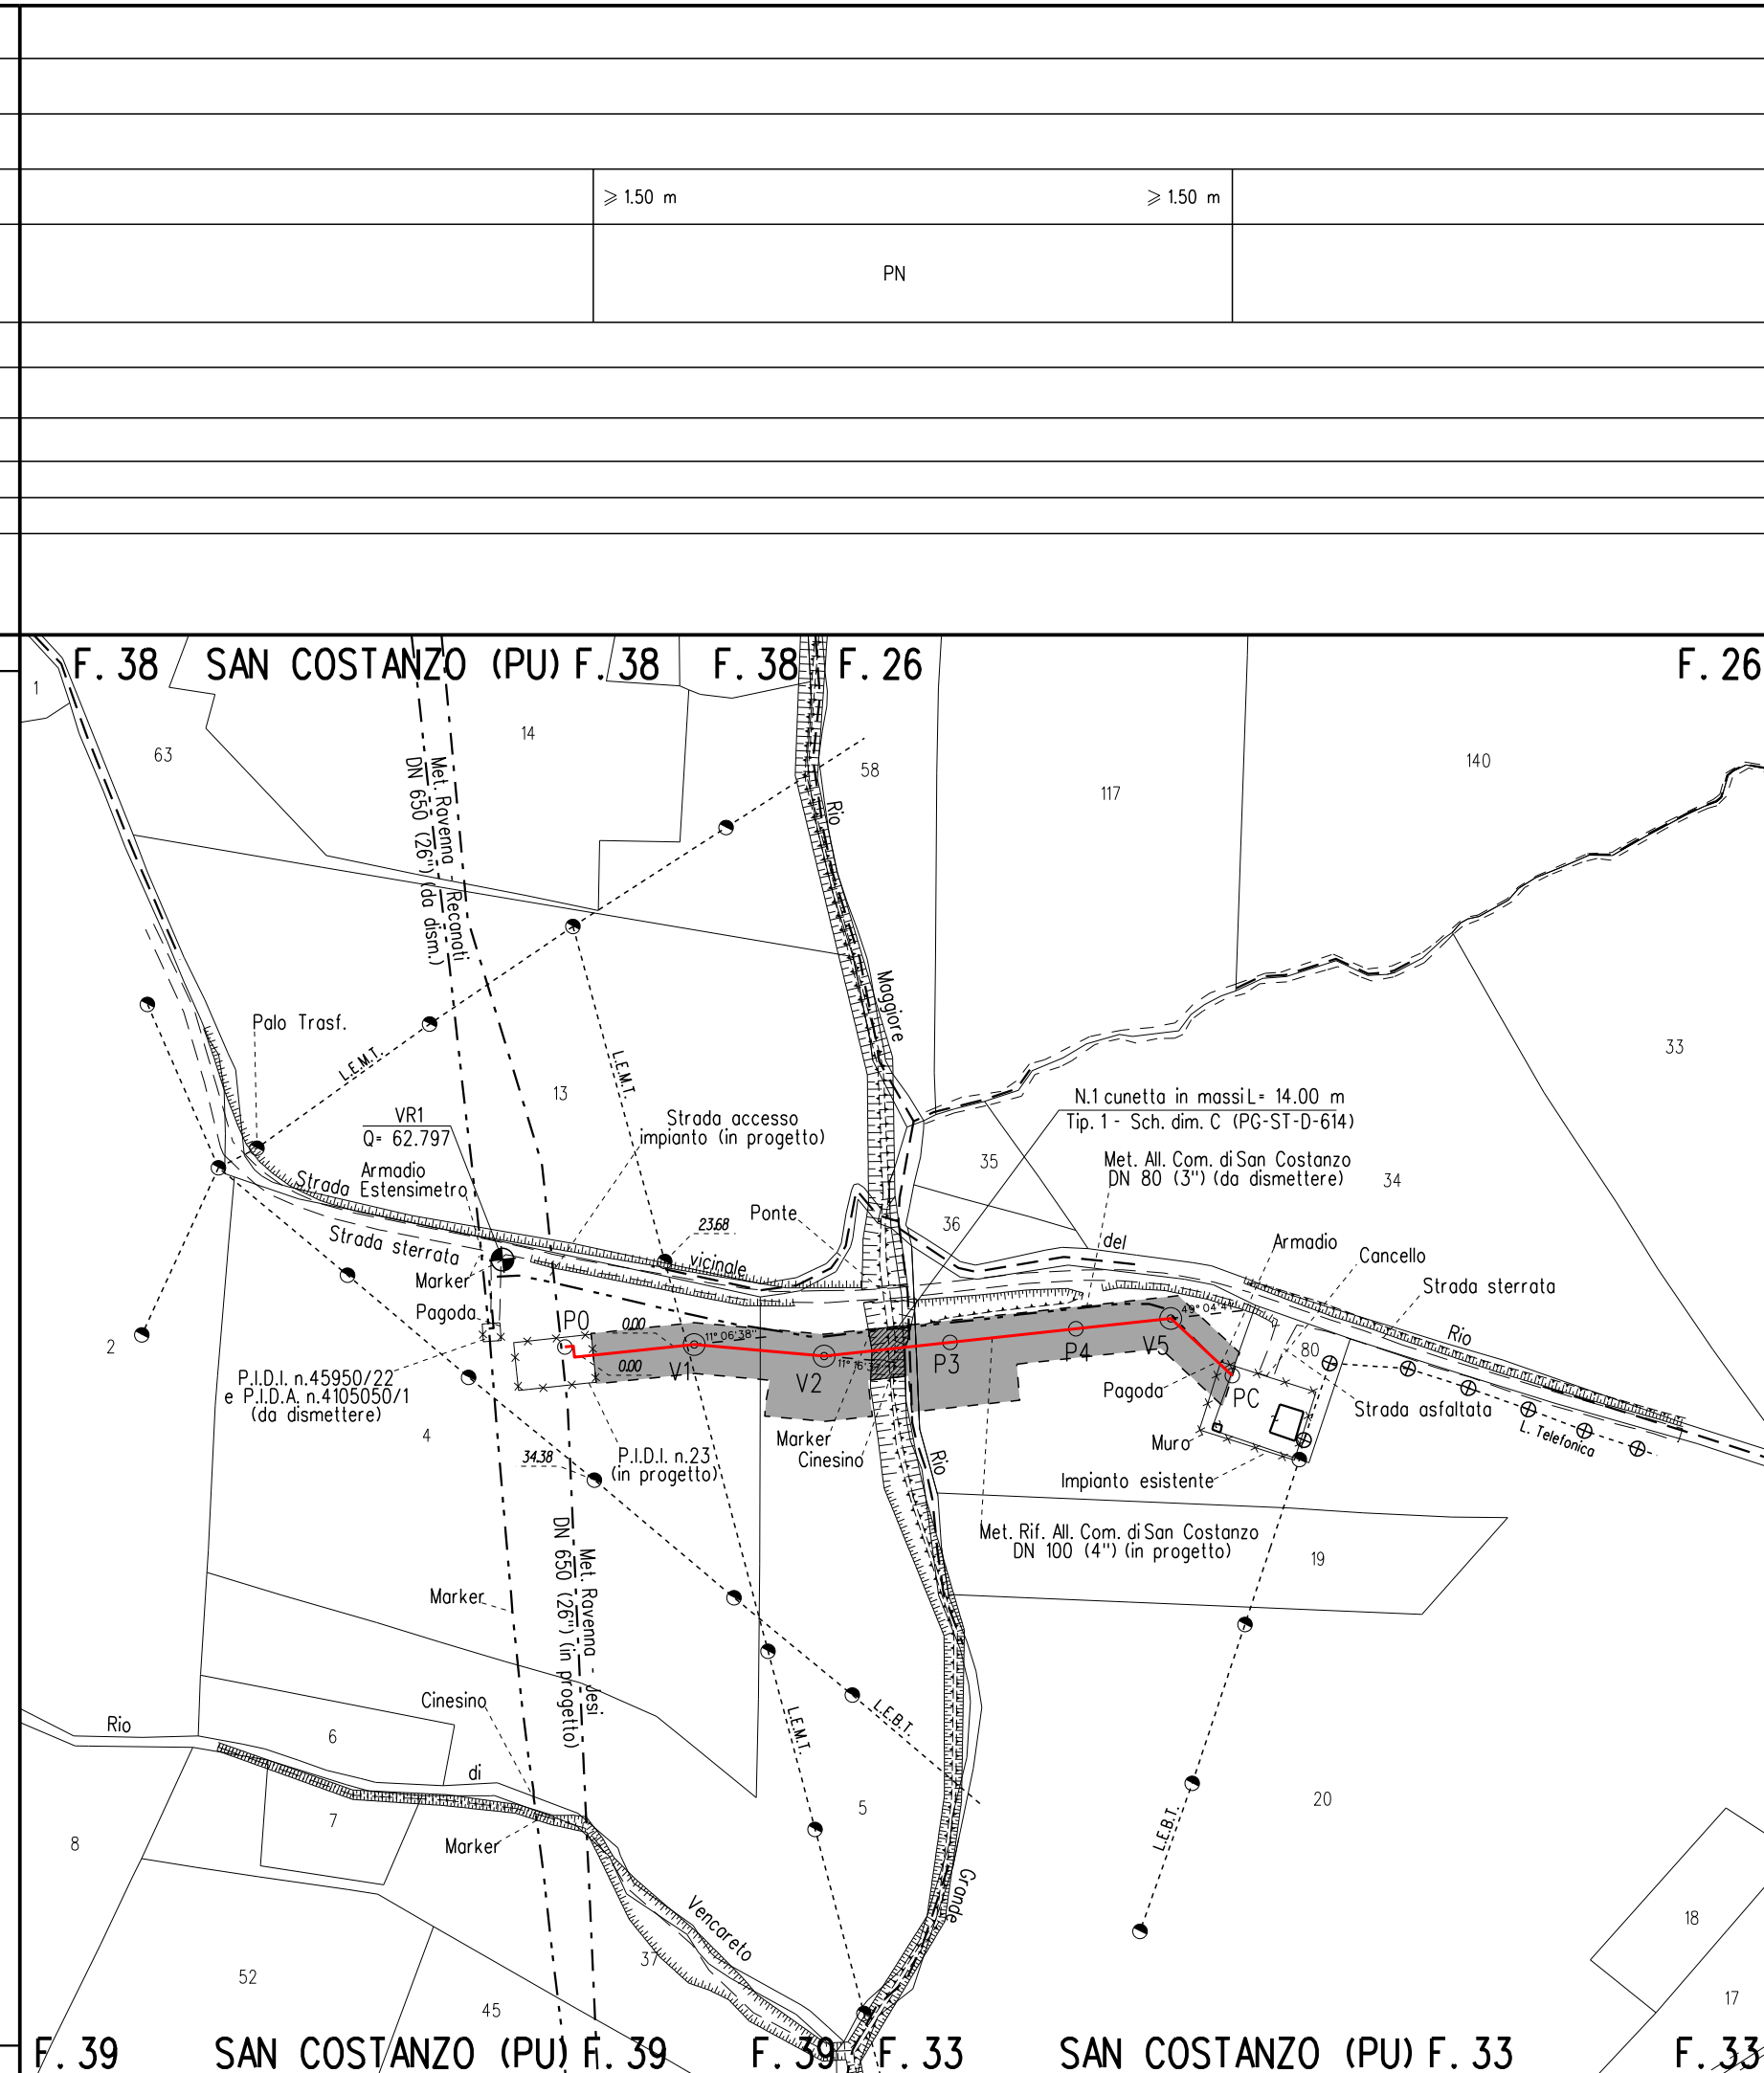 ≥ 1.50 m
≥ 1.50 m
PN
F. 38
SAN COSTANZO (PU)
F. 38
F. 38
F. 26
F. 26
1
63
14
58
117
140
33
Met. Ravenna - Recanati
DN 650 (26") (da dism.)
Rio
Maggiore
Palo Trasf.
L.E.M.T.
L.E.M.T.
13
VR1
Q= 62.797
Armadio
Estensimetro
Strada accesso
impianto (in progetto)
N.1 cunetta in massi L= 14.00 m
Tip. 1 - Sch. dim. C (PG-ST-D-614)
35
Met. All. Com. di San Costanzo
DN 80 (3") (da dismettere)
34
36
Strada
Ponte
23.68
vicinale
del
Armadio
Cancello
Strada sterrata
Strada sterrata
Marker
Pagoda
P0
0.00
0.00
11° 06'38''
V1
V2
P3
P4
V5
PC
80
Rio
2
P.I.D.I. n.45950/22
e P.I.D.A. n.4105050/1
(da dismettere)
Pagoda
Strada asfaltata
L. Telefonica
4
34.38
P.I.D.I. n.23
(in progetto)
Marker
Cinesino
Rio
Muro
Impianto esistente
Met. Rif. All. Com. di San Costanzo
DN 100 (4") (in progetto)
19
Met. Ravenna - Jesi
DN 650 (26") (in progetto)
Marker
Cinesino
Rio
6
di
L.E.M.T.
L.E.B.T.
7
8
Marker
5
20
L.E.B.T.
Vencareto
Grande
37
18
52
45
17
F. 39
SAN COSTANZO (PU)
F. 39
F. 39
F. 33
SAN COSTANZO (PU)
F. 33
F. 33